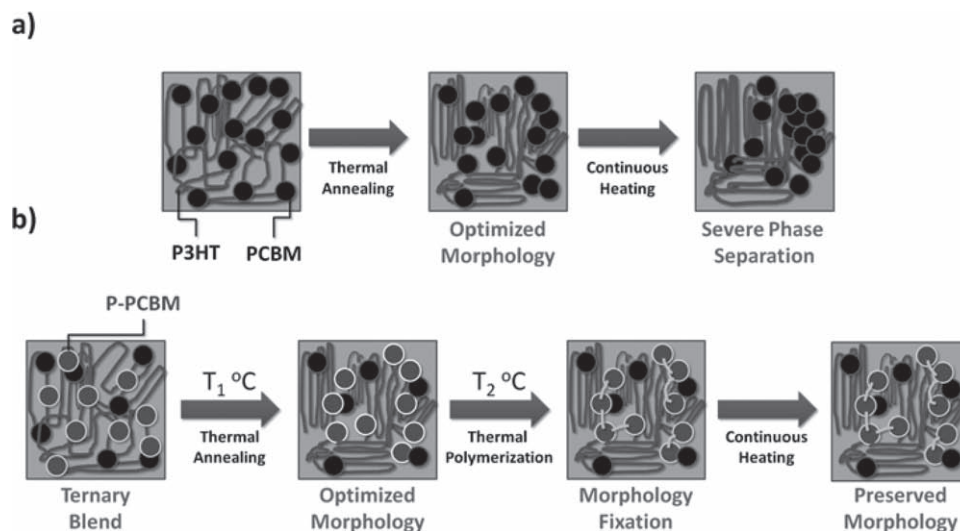 a)
Thermal
Annealing
Continuous
Heating
P3HT
PCBM
Optimized
Morphology
Severe Phase
Separation
b)
P-PCBM
T₁ °C
Thermal
Annealing
T₂ °C
Thermal
Polymerization
Continuous
Heating
Ternary
Blend
Optimized
Morphology
Morphology
Fixation
Preserved
Morphology